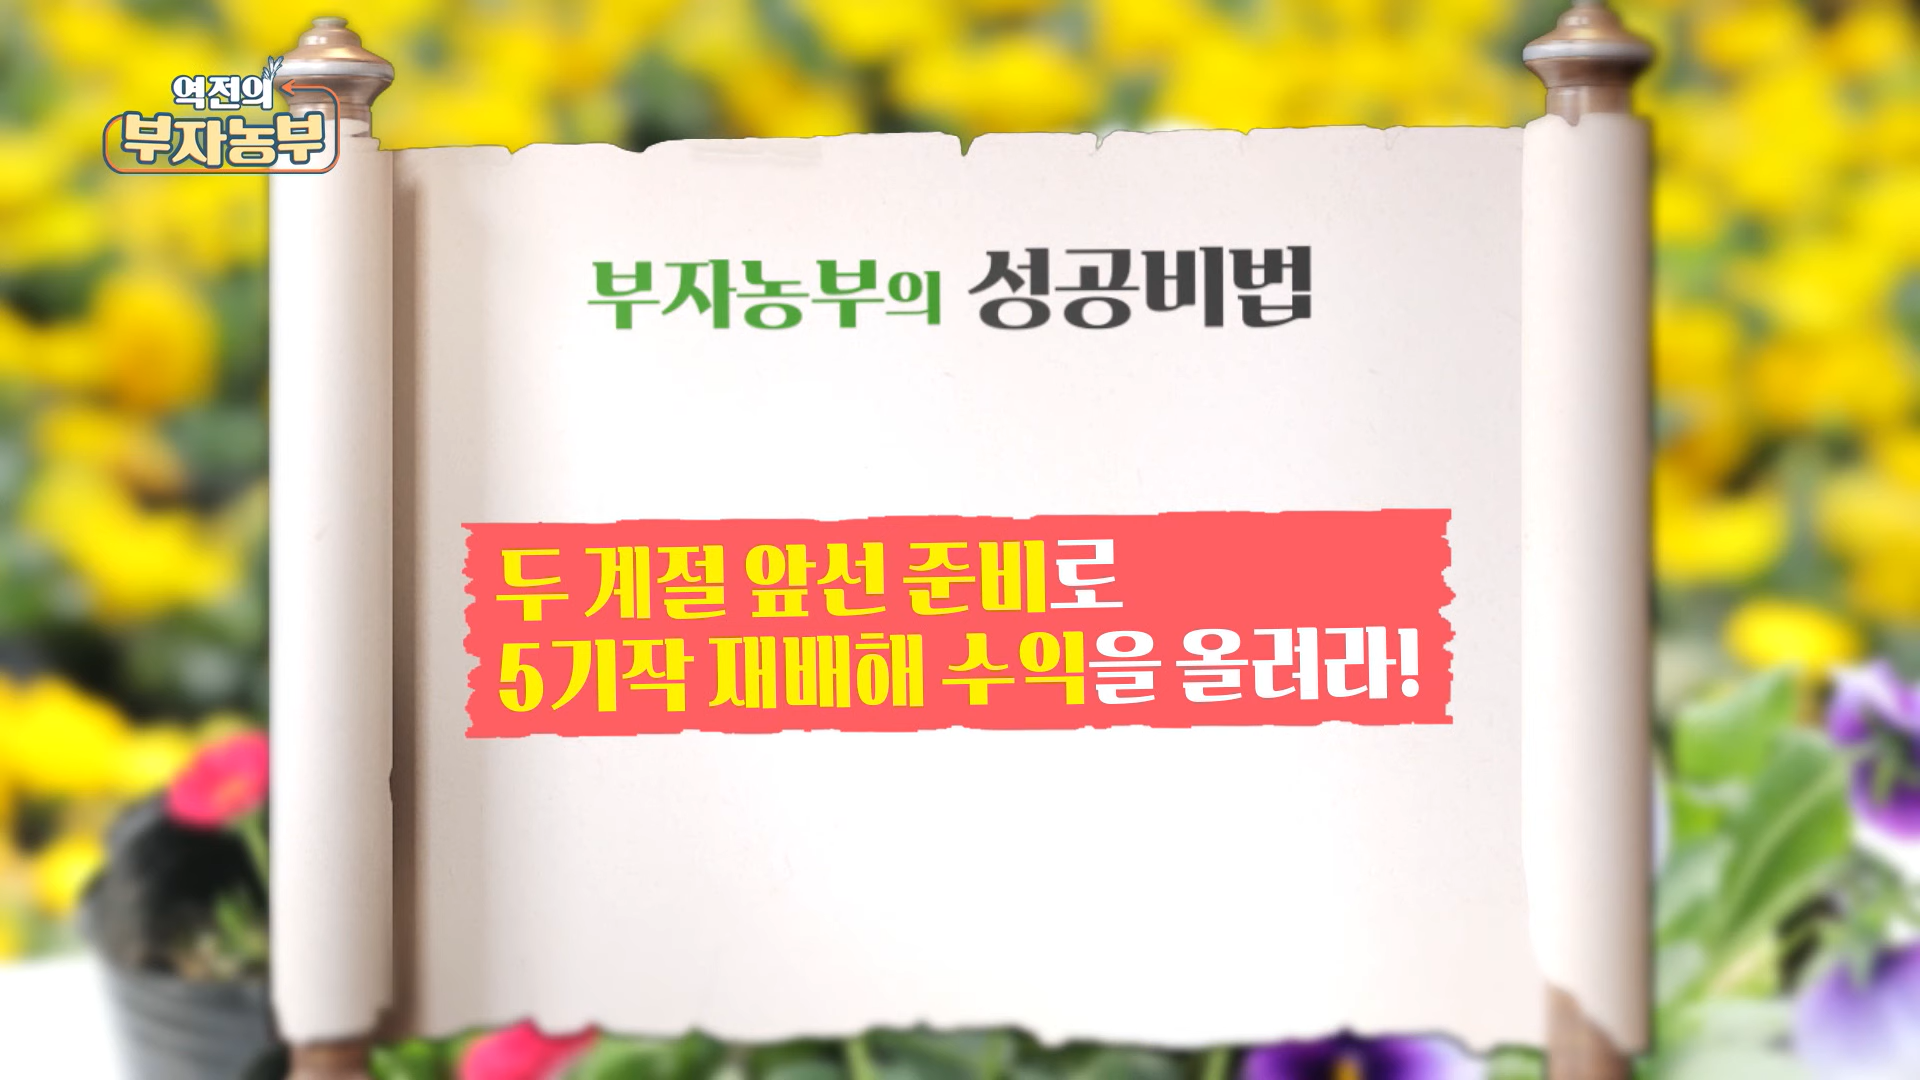 역전의
부자농부
부자농부의 성공비법
두 계절 앞선 준비로
5기작 재배해 수익을 올려라!